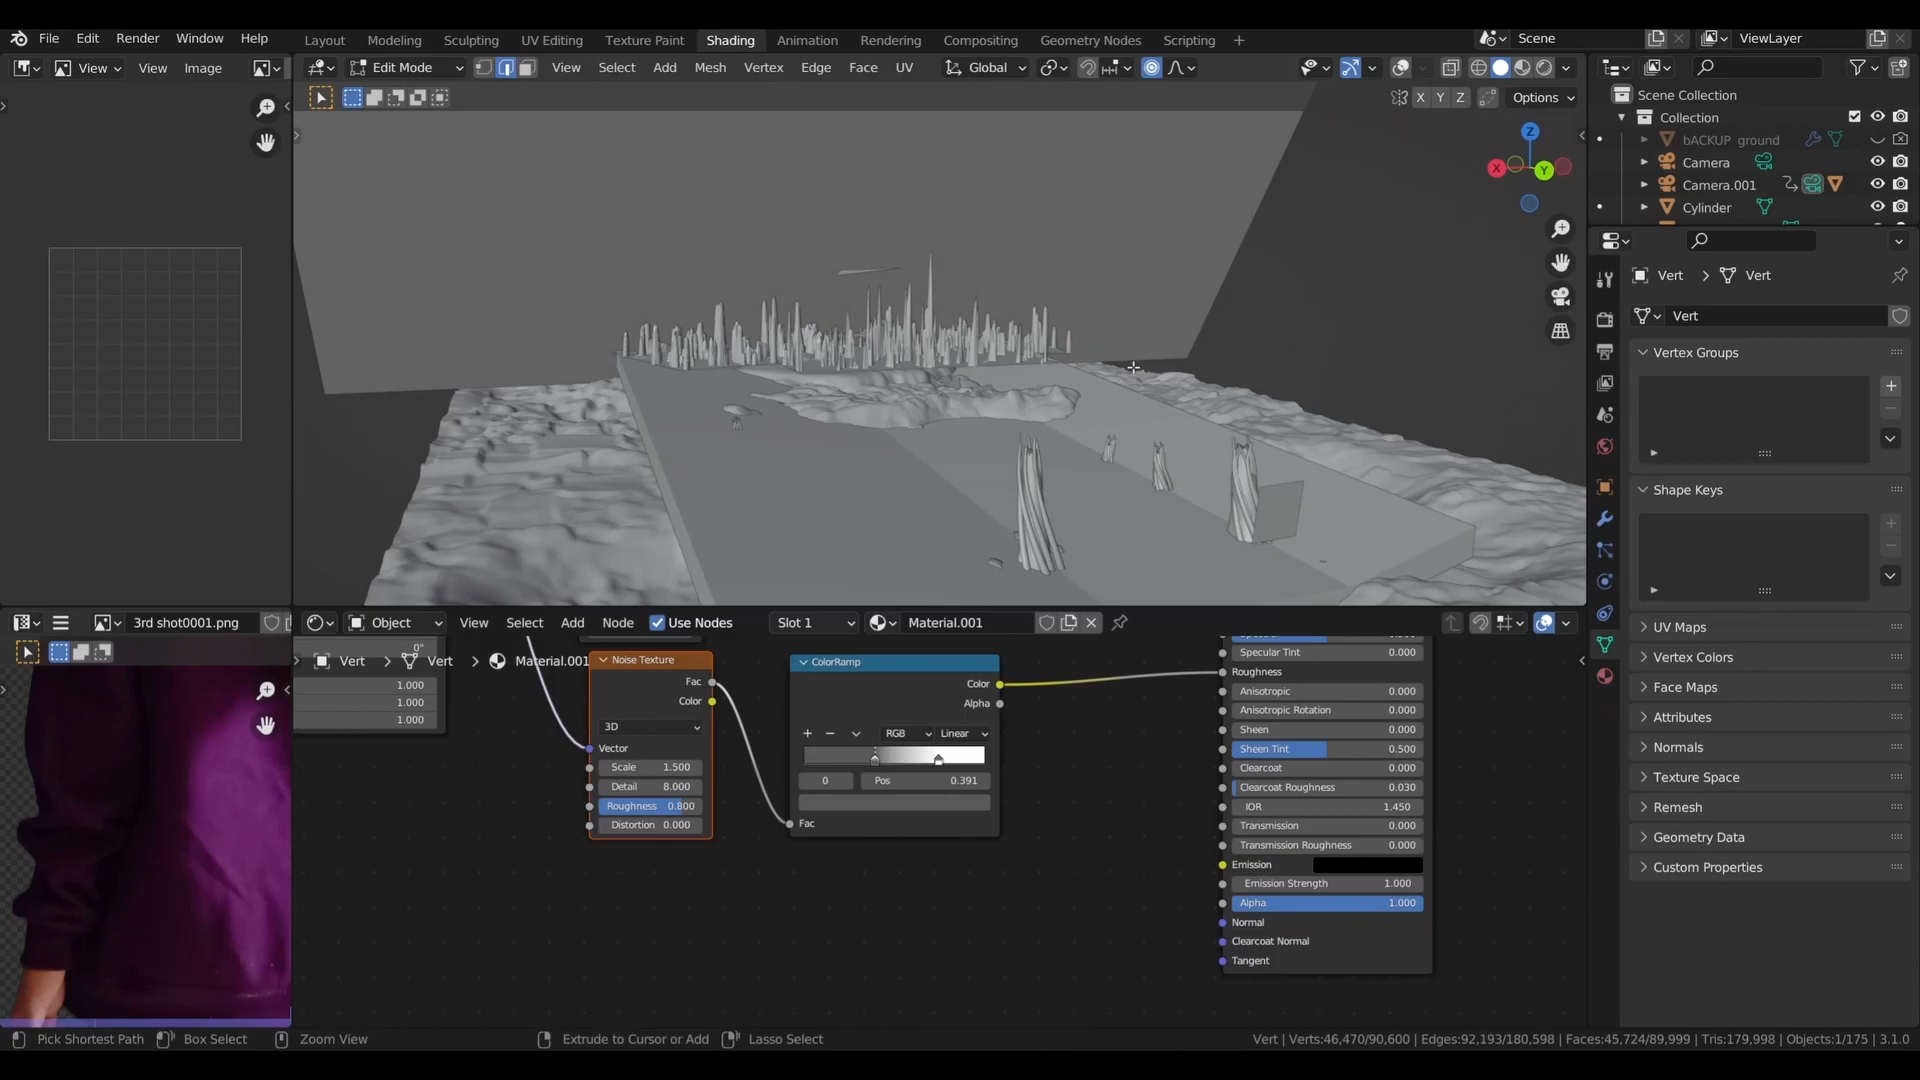 File Edit Render Window Help
Layout Modeling Sculpting UV Editing Texture Paint Shading Animation Rendering Compositing Geometry Nodes Scripting +
Scene
ViewLayer
View View Image
Edit Mode View Select Add Mesh Vertex Edge Face UV Global
X Y Z Options
Z
X
Y
Scene Collection
Collection
bACKUP ground
Camera
Camera.001
Cylinder
Vert > Vert
Vert
Vertex Groups
Shape Keys
UV Maps
Vertex Colors
Face Maps
Attributes
Normals
Texture Space
Remesh
Geometry Data
Custom Properties
3rd shot0001.png
Object View Select Add Node Use Nodes Slot 1 Material.001
Vert > Vert > Material.001
0°
1.000
1.000
1.000
Noise Texture
Fac
Color
3D
Vector
Scale 1.500
Detail 8.000
Roughness 0.800
Distortion 0.000
ColorRamp
Color
Alpha
RGB Linear
0 Pos 0.391
Fac
Specular Tint 0.000
Roughness
Anisotropic 0.000
Anisotropic Rotation 0.000
Sheen 0.000
Sheen Tint 0.500
Clearcoat 0.000
Clearcoat Roughness 0.030
IOR 1.450
Transmission 0.000
Transmission Roughness 0.000
Emission
Emission Strength 1.000
Alpha 1.000
Normal
Clearcoat Normal
Tangent
Pick Shortest Path Box Select Zoom View Extrude to Cursor or Add Lasso Select
Vert | Verts:46,470/90,600 | Edges:92,193/180,598 | Faces:45,724/89,999 | Tris:179,998 | Objects:1/175 | 3.1.0